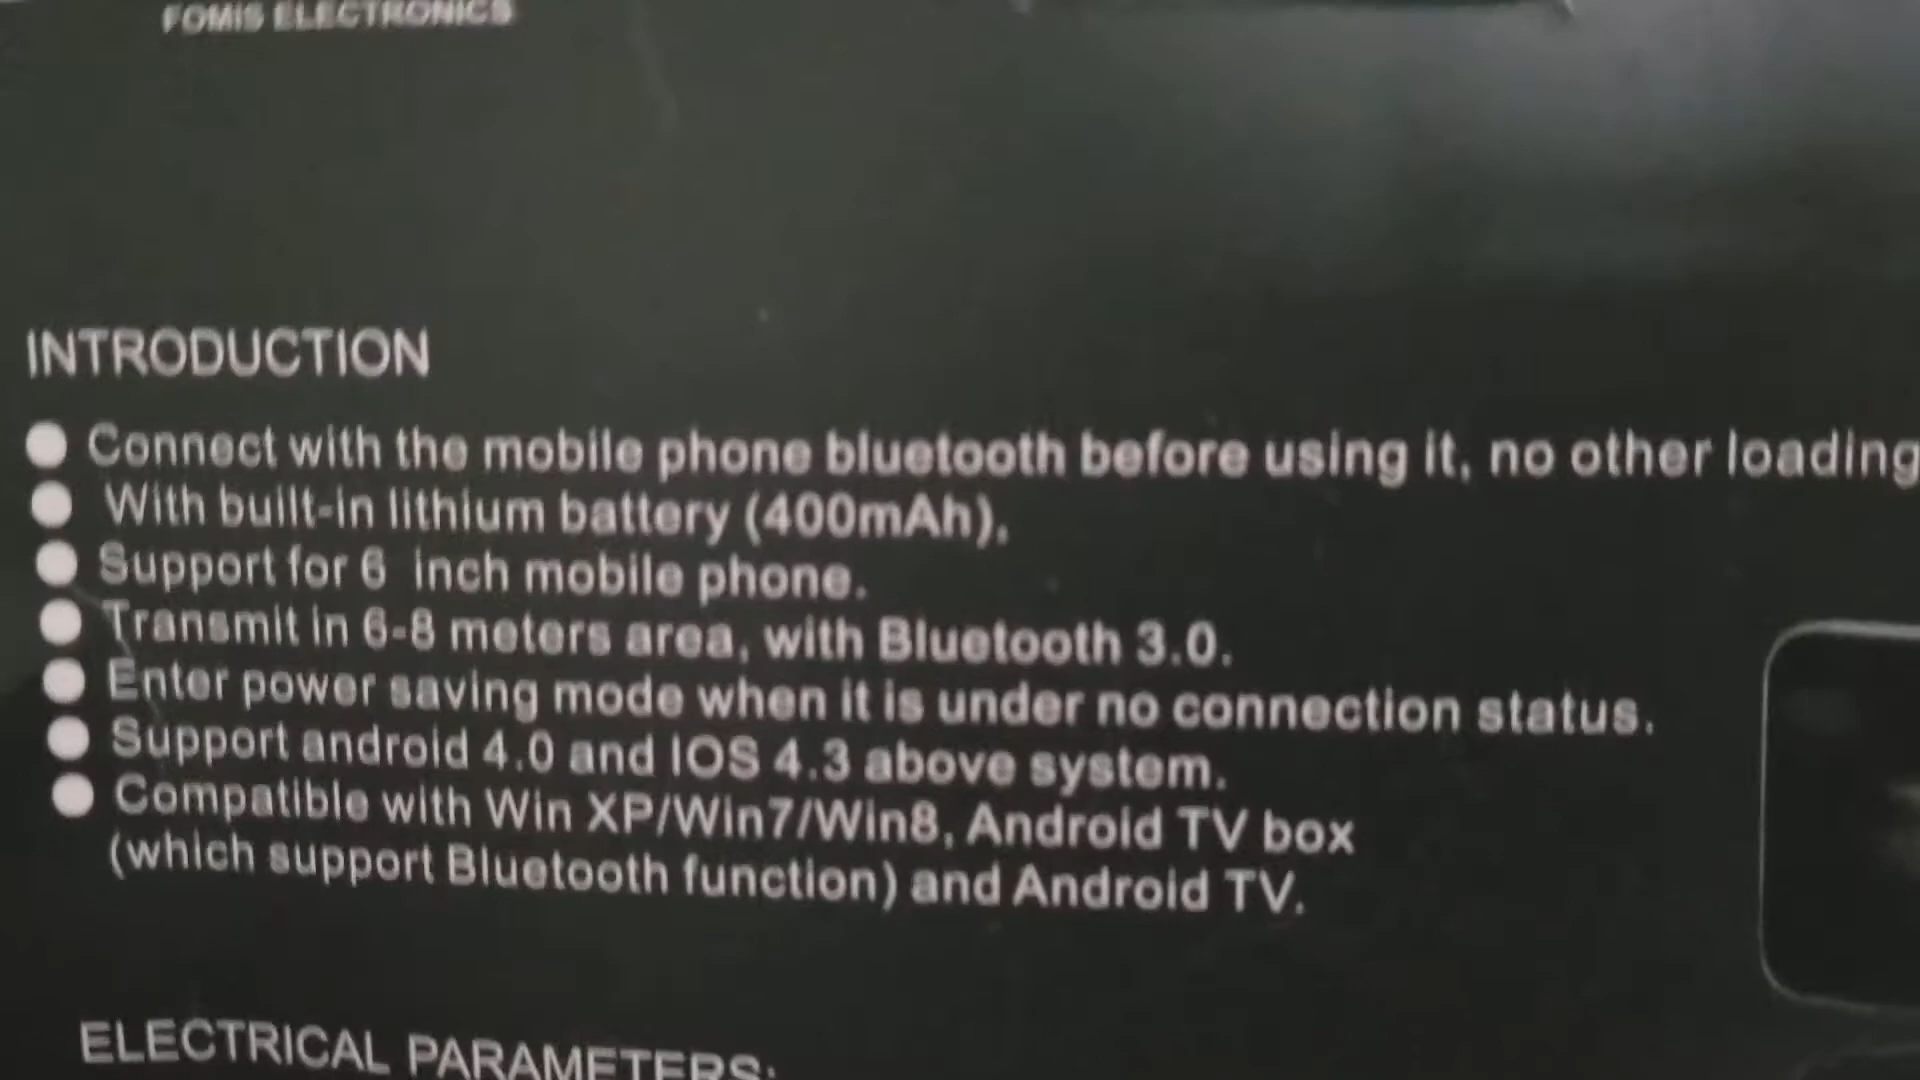 FOMIS ELECTRONICS
INTRODUCTION
● Connect with the mobile phone bluetooth before using it, no other loading
● With built-in lithium battery (400mAh).
● Support for 6 inch mobile phone.
● Transmit in 6-8 meters area, with Bluetooth 3.0.
● Enter power saving mode when it is under no connection status.
● Support android 4.0 and IOS 4.3 above system.
● Compatible with Win XP/Win7/Win8, Android TV box
(which support Bluetooth function) and Android TV.
ELECTRICAL PARAMETERS: